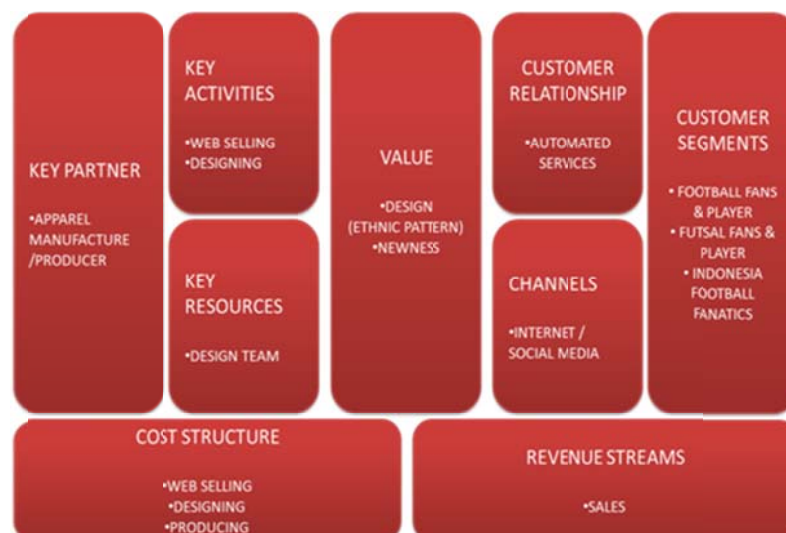 KEY PARTNER
•APPAREL
MANUFACTURE
/PRODUCER
KEY
ACTIVITIES
•WEB SELLING
•DESIGNING
KEY
RESOURCES
•DESIGN TEAM
VALUE
•DESIGN
(ETHNIC PATTERN)
•NEWNESS
CUSTOMER
RELATIONSHIP
•AUTOMATED
SERVICES
CHANNELS
•INTERNET /
SOCIAL MEDIA
CUSTOMER
SEGMENTS
• FOOTBALL FANS
& PLAYER
• FUTSAL FANS &
PLAYER
• INDONESIA
FOOTBALL
FANATICS
COST STRUCTURE
•WEB SELLING
•DESIGNING
•PRODUCING
REVENUE STREAMS
•SALES